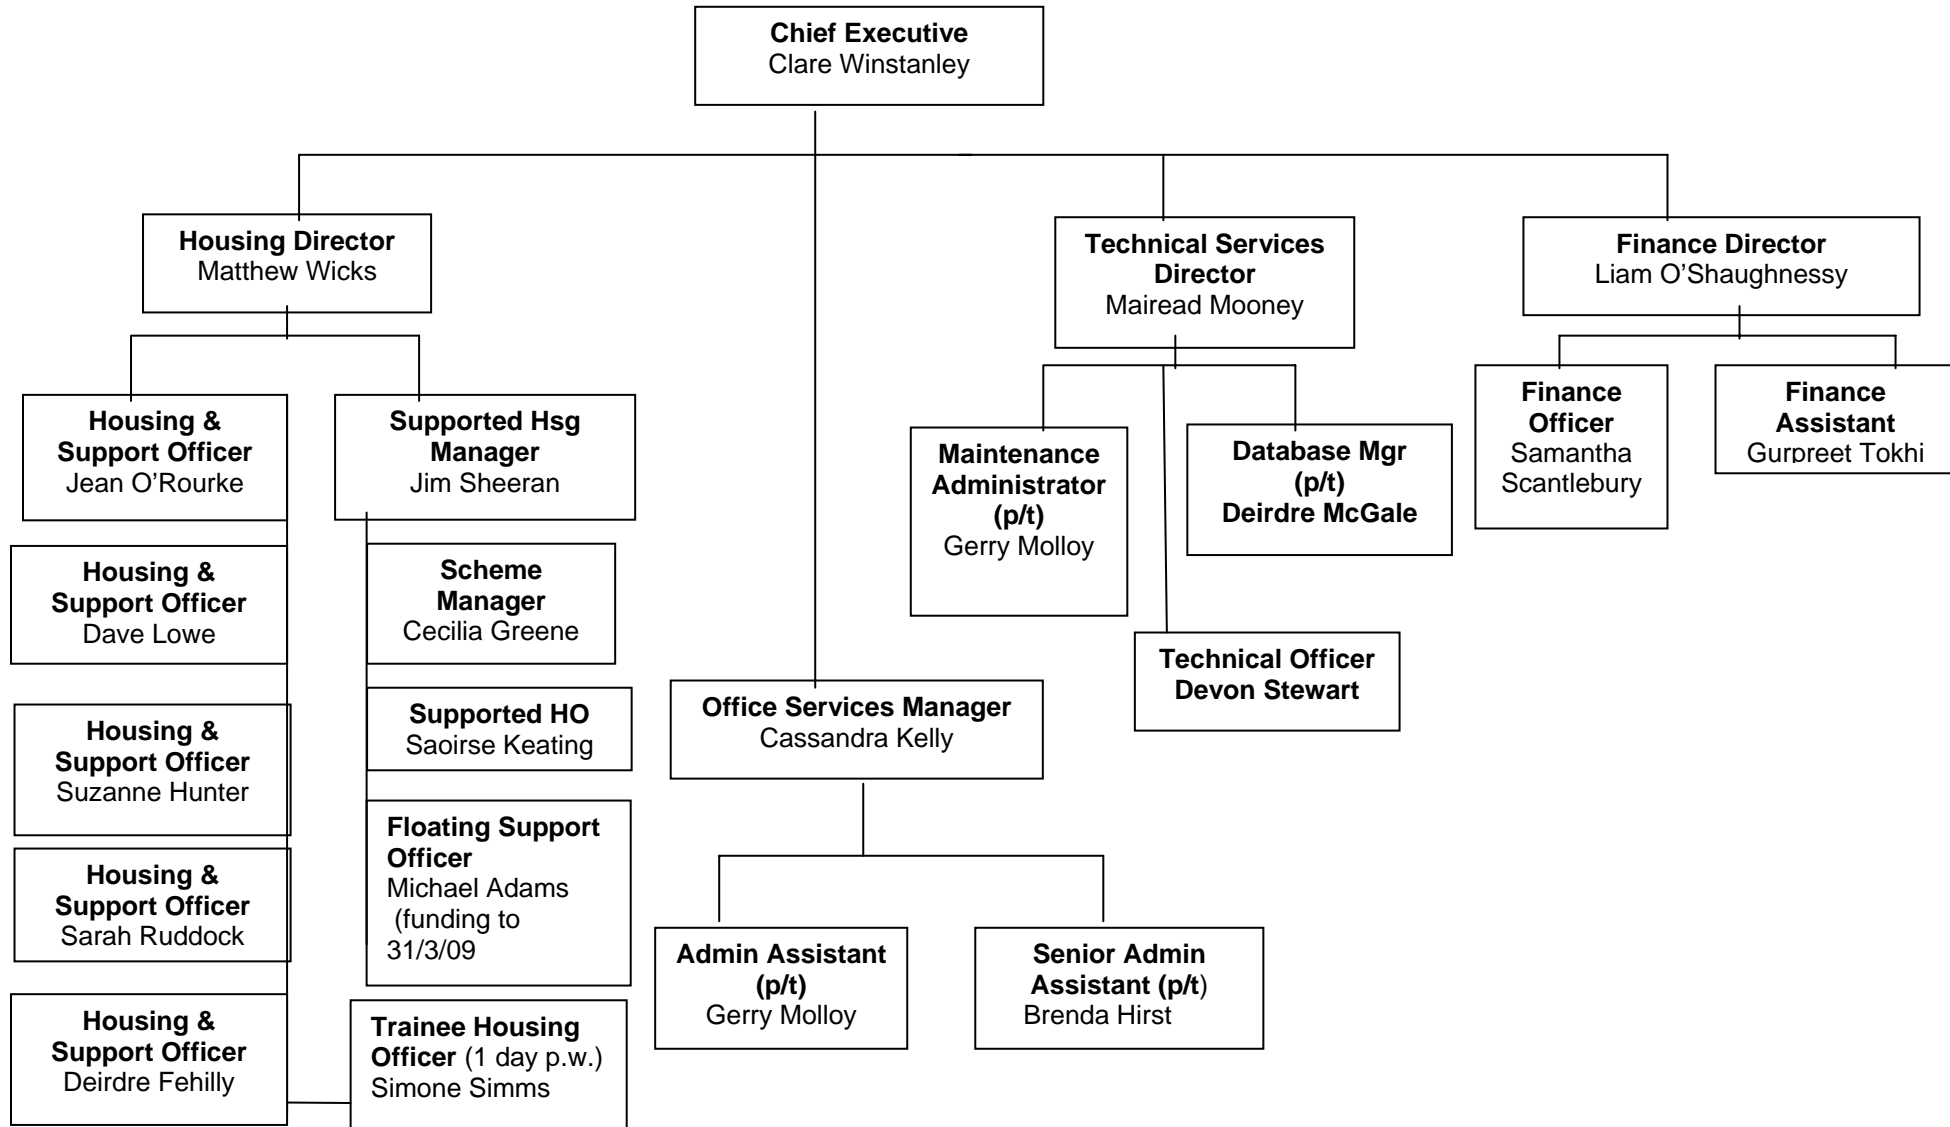 Chief Executive
Clare Winstanley
Housing Director
Matthew Wicks
Technical Services
Director
Mairead Mooney
Finance Director
Liam O’Shaughnessy
Housing &
Support Officer
Jean O’Rourke
Supported Hsg
Manager
Jim Sheeran
Maintenance
Administrator
(p/t)
Gerry Molloy
Database Mgr
(p/t)
Deirdre McGale
Finance
Officer
Samantha
Scantlebury
Finance
Assistant
Gurpreet Tokhi
Housing &
Support Officer
Dave Lowe
Scheme
Manager
Cecilia Greene
Technical Officer
Devon Stewart
Housing &
Support Officer
Suzanne Hunter
Supported HO
Saoirse Keating
Office Services Manager
Cassandra Kelly
Housing &
Support Officer
Sarah Ruddock
Floating Support
Officer
Michael Adams
(funding to
31/3/09
Admin Assistant
(p/t)
Gerry Molloy
Senior Admin
Assistant (p/t)
Brenda Hirst
Housing &
Support Officer
Deirdre Fehilly
Trainee Housing
Officer (1 day p.w.)
Simone Simms